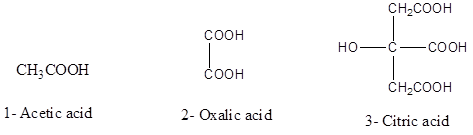 CH3COOH
1- Acetic acid
COOH
COOH
2- Oxalic acid
CH2COOH
HO C COOH
CH2COOH
3- Citric acid